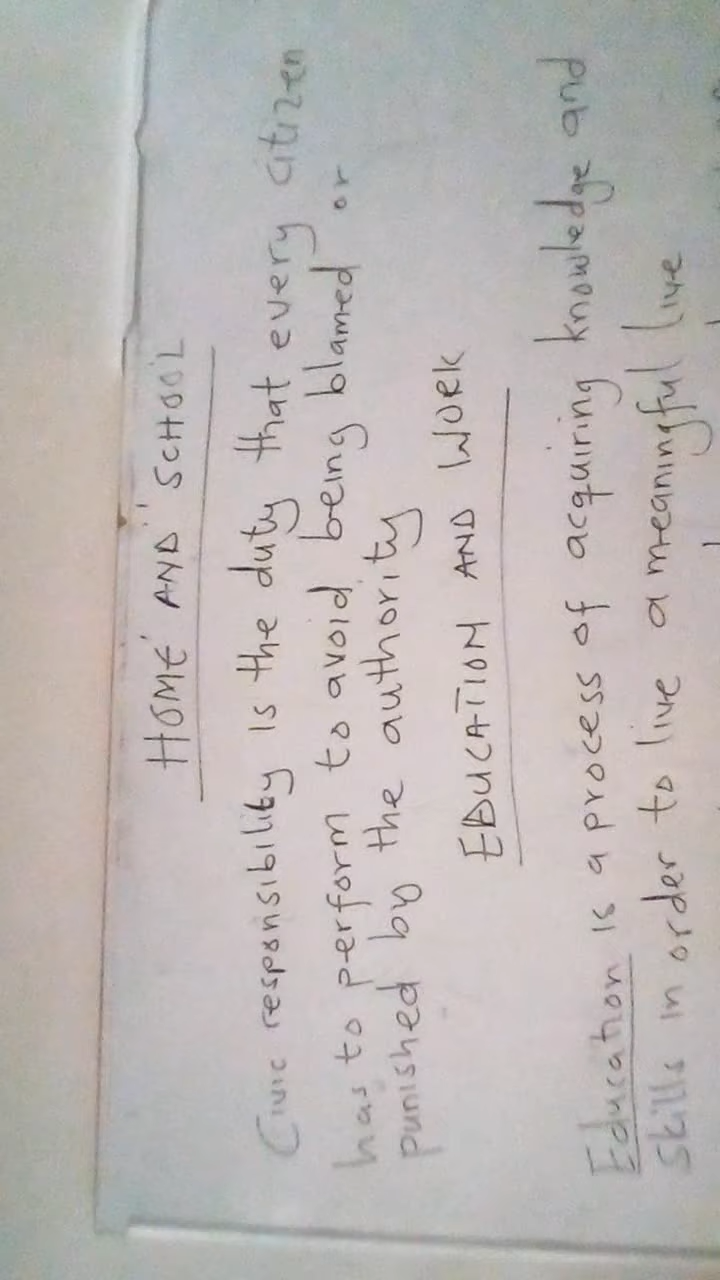 HOME AND SCHOOL
Civic responsibility is the duty that every citizen
has to perform to avoid being blamed or
punished by the authority
EDUCATION AND WORK
Education is a process of acquiring knowledge and
skills in order to live a meaningful live